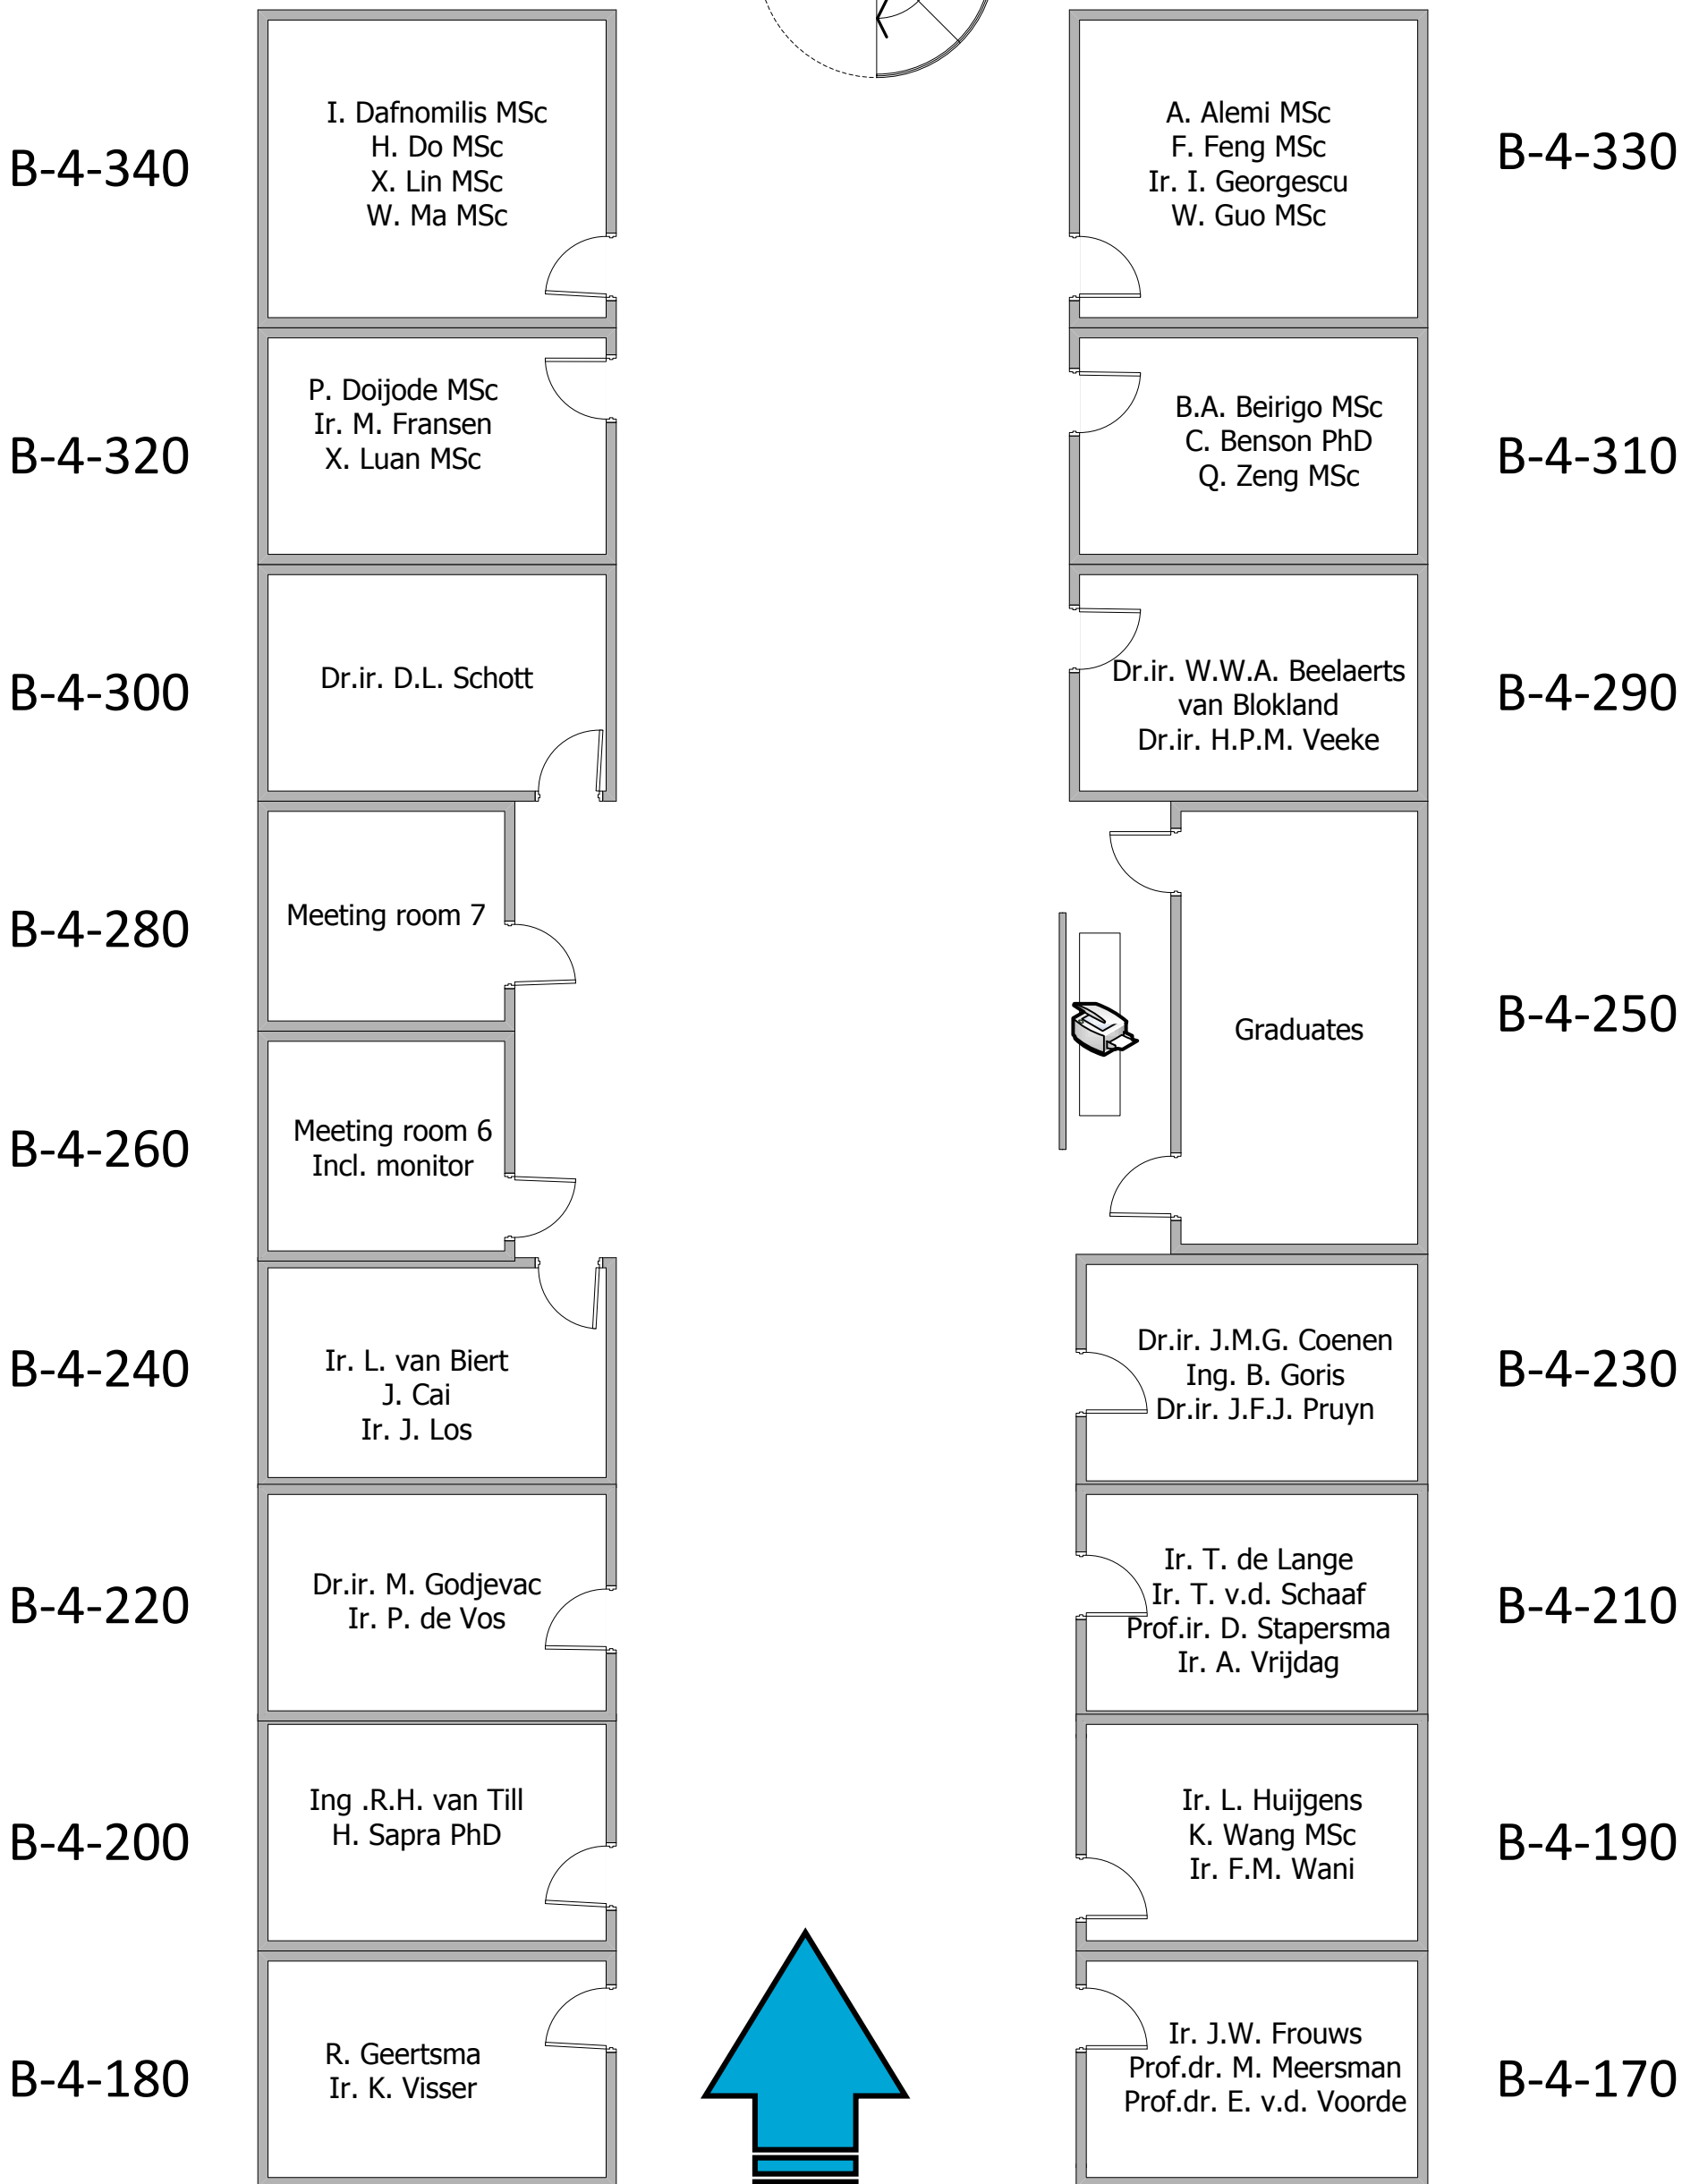 B-4-340
I. Dafnomilis MSc
H. Do MSc
X. Lin MSc
W. Ma MSc
A. Alemi MSc
F. Feng MSc
Ir. I. Georgescu
W. Guo MSc
B-4-330
B-4-320
P. Doijode MSc
Ir. M. Fransen
X. Luan MSc
B.A. Beirigo MSc
C. Benson PhD
Q. Zeng MSc
B-4-310
B-4-300
Dr.ir. D.L. Schott
Dr.ir. W.W.A. Beelaerts
van Blokland
Dr.ir. H.P.M. Veeke
B-4-290
B-4-280
Meeting room 7
Graduates
B-4-250
B-4-260
Meeting room 6
Incl. monitor
B-4-240
Ir. L. van Biert
J. Cai
Ir. J. Los
Dr.ir. J.M.G. Coenen
Ing. B. Goris
Dr.ir. J.F.J. Pruyn
B-4-230
B-4-220
Dr.ir. M. Godjevac
Ir. P. de Vos
Ir. T. de Lange
Ir. T. v.d. Schaaf
Prof.ir. D. Stapersma
Ir. A. Vrijdag
B-4-210
B-4-200
Ing .R.H. van Till
H. Sapra PhD
Ir. L. Huijgens
K. Wang MSc
Ir. F.M. Wani
B-4-190
B-4-180
R. Geertsma
Ir. K. Visser
Ir. J.W. Frouws
Prof.dr. M. Meersman
Prof.dr. E. v.d. Voorde
B-4-170